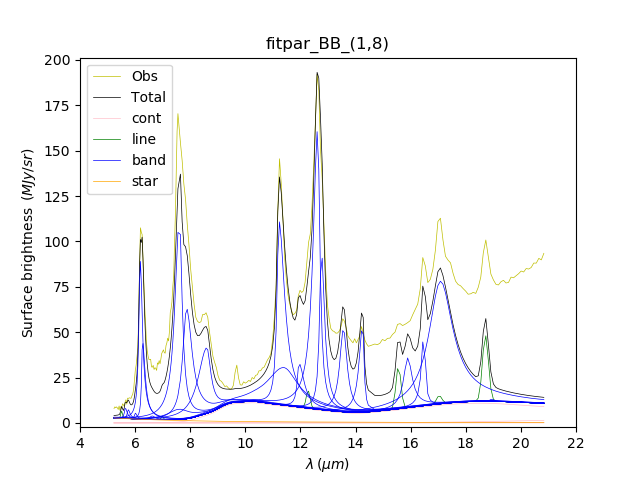 fitpar_BB_(1,8)
200
175
150
125
100
75
50
25
0
Surface brightness (MJy/sr)
Obs
Total
cont
line
band
star
4 6 8 10 12 14 16 18 20 22
λ (μm)